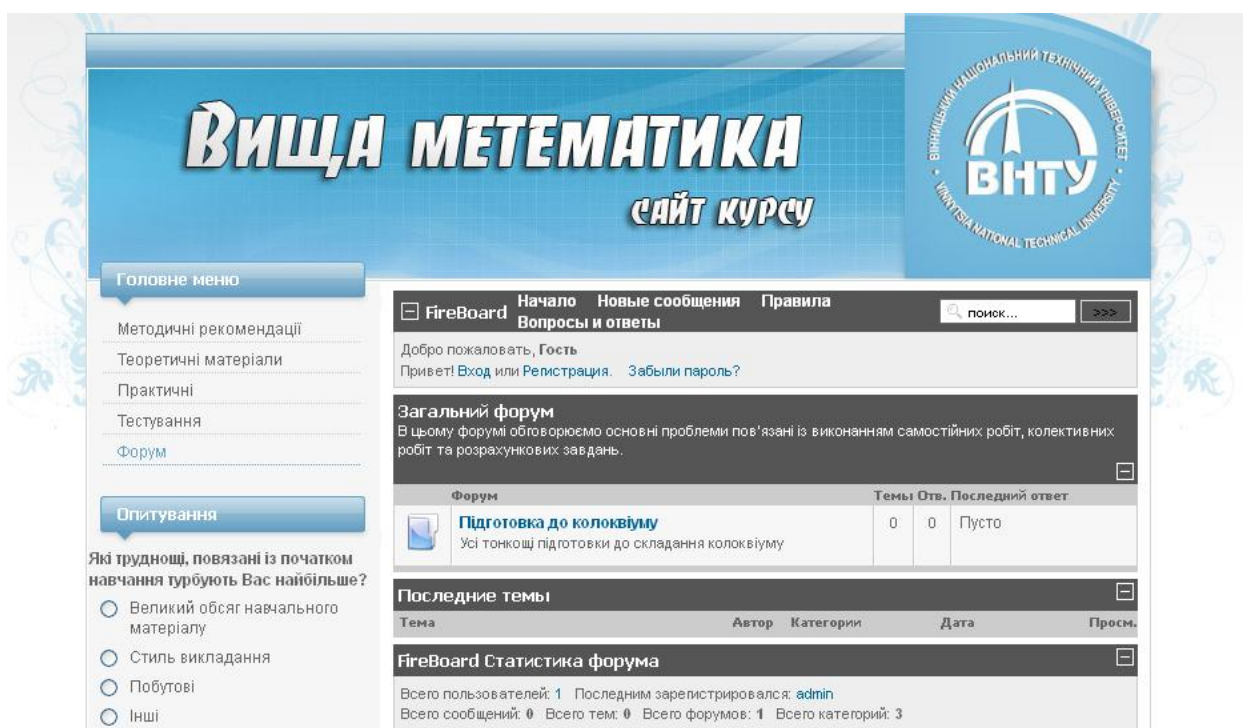 Вища метематика
сайт курсу
ВІННИЦЬКИЙ НАЦІОНАЛЬНИЙ ТЕХНІЧНИЙ УНІВЕРСИТЕТ
ВНТУ
VINNYTSIA NATIONAL TECHNICAL UNIVERSITY
Головне меню
Методичні рекомендації
Теоретичні матеріали
Практичні
Тестування
Форум
Опитування
Які труднощі, повязані із початком
навчання турбують Вас найбільше?
Великий обсяг навчального
матеріалу
Стиль викладання
Побутові
Інші
FireBoard Начало Новые сообщения Правила
Вопросы и ответы
поиск... >>>
Добро пожаловать, Гость
Привет! Вход или Регистрация. Забыли пароль?
Загальний форум
В цьому форумі обговорюємо основні проблеми пов'язані із виконанням самостійних робіт, колективних
робіт та розрахункових завдань.
Форум Темы Отв. Последний ответ
Підготовка до колоквіуму 0 0 Пусто
Усі тонкощі підготовки до складання колоквіуму
Последние темы
Тема Автор Категории Дата Просм.
FireBoard Статистика форума
Всего пользователей: 1 Последним зарегистрировался: admin
Всего сообщений: 0 Всего тем: 0 Всего форумов: 1 Всего категорий: 3